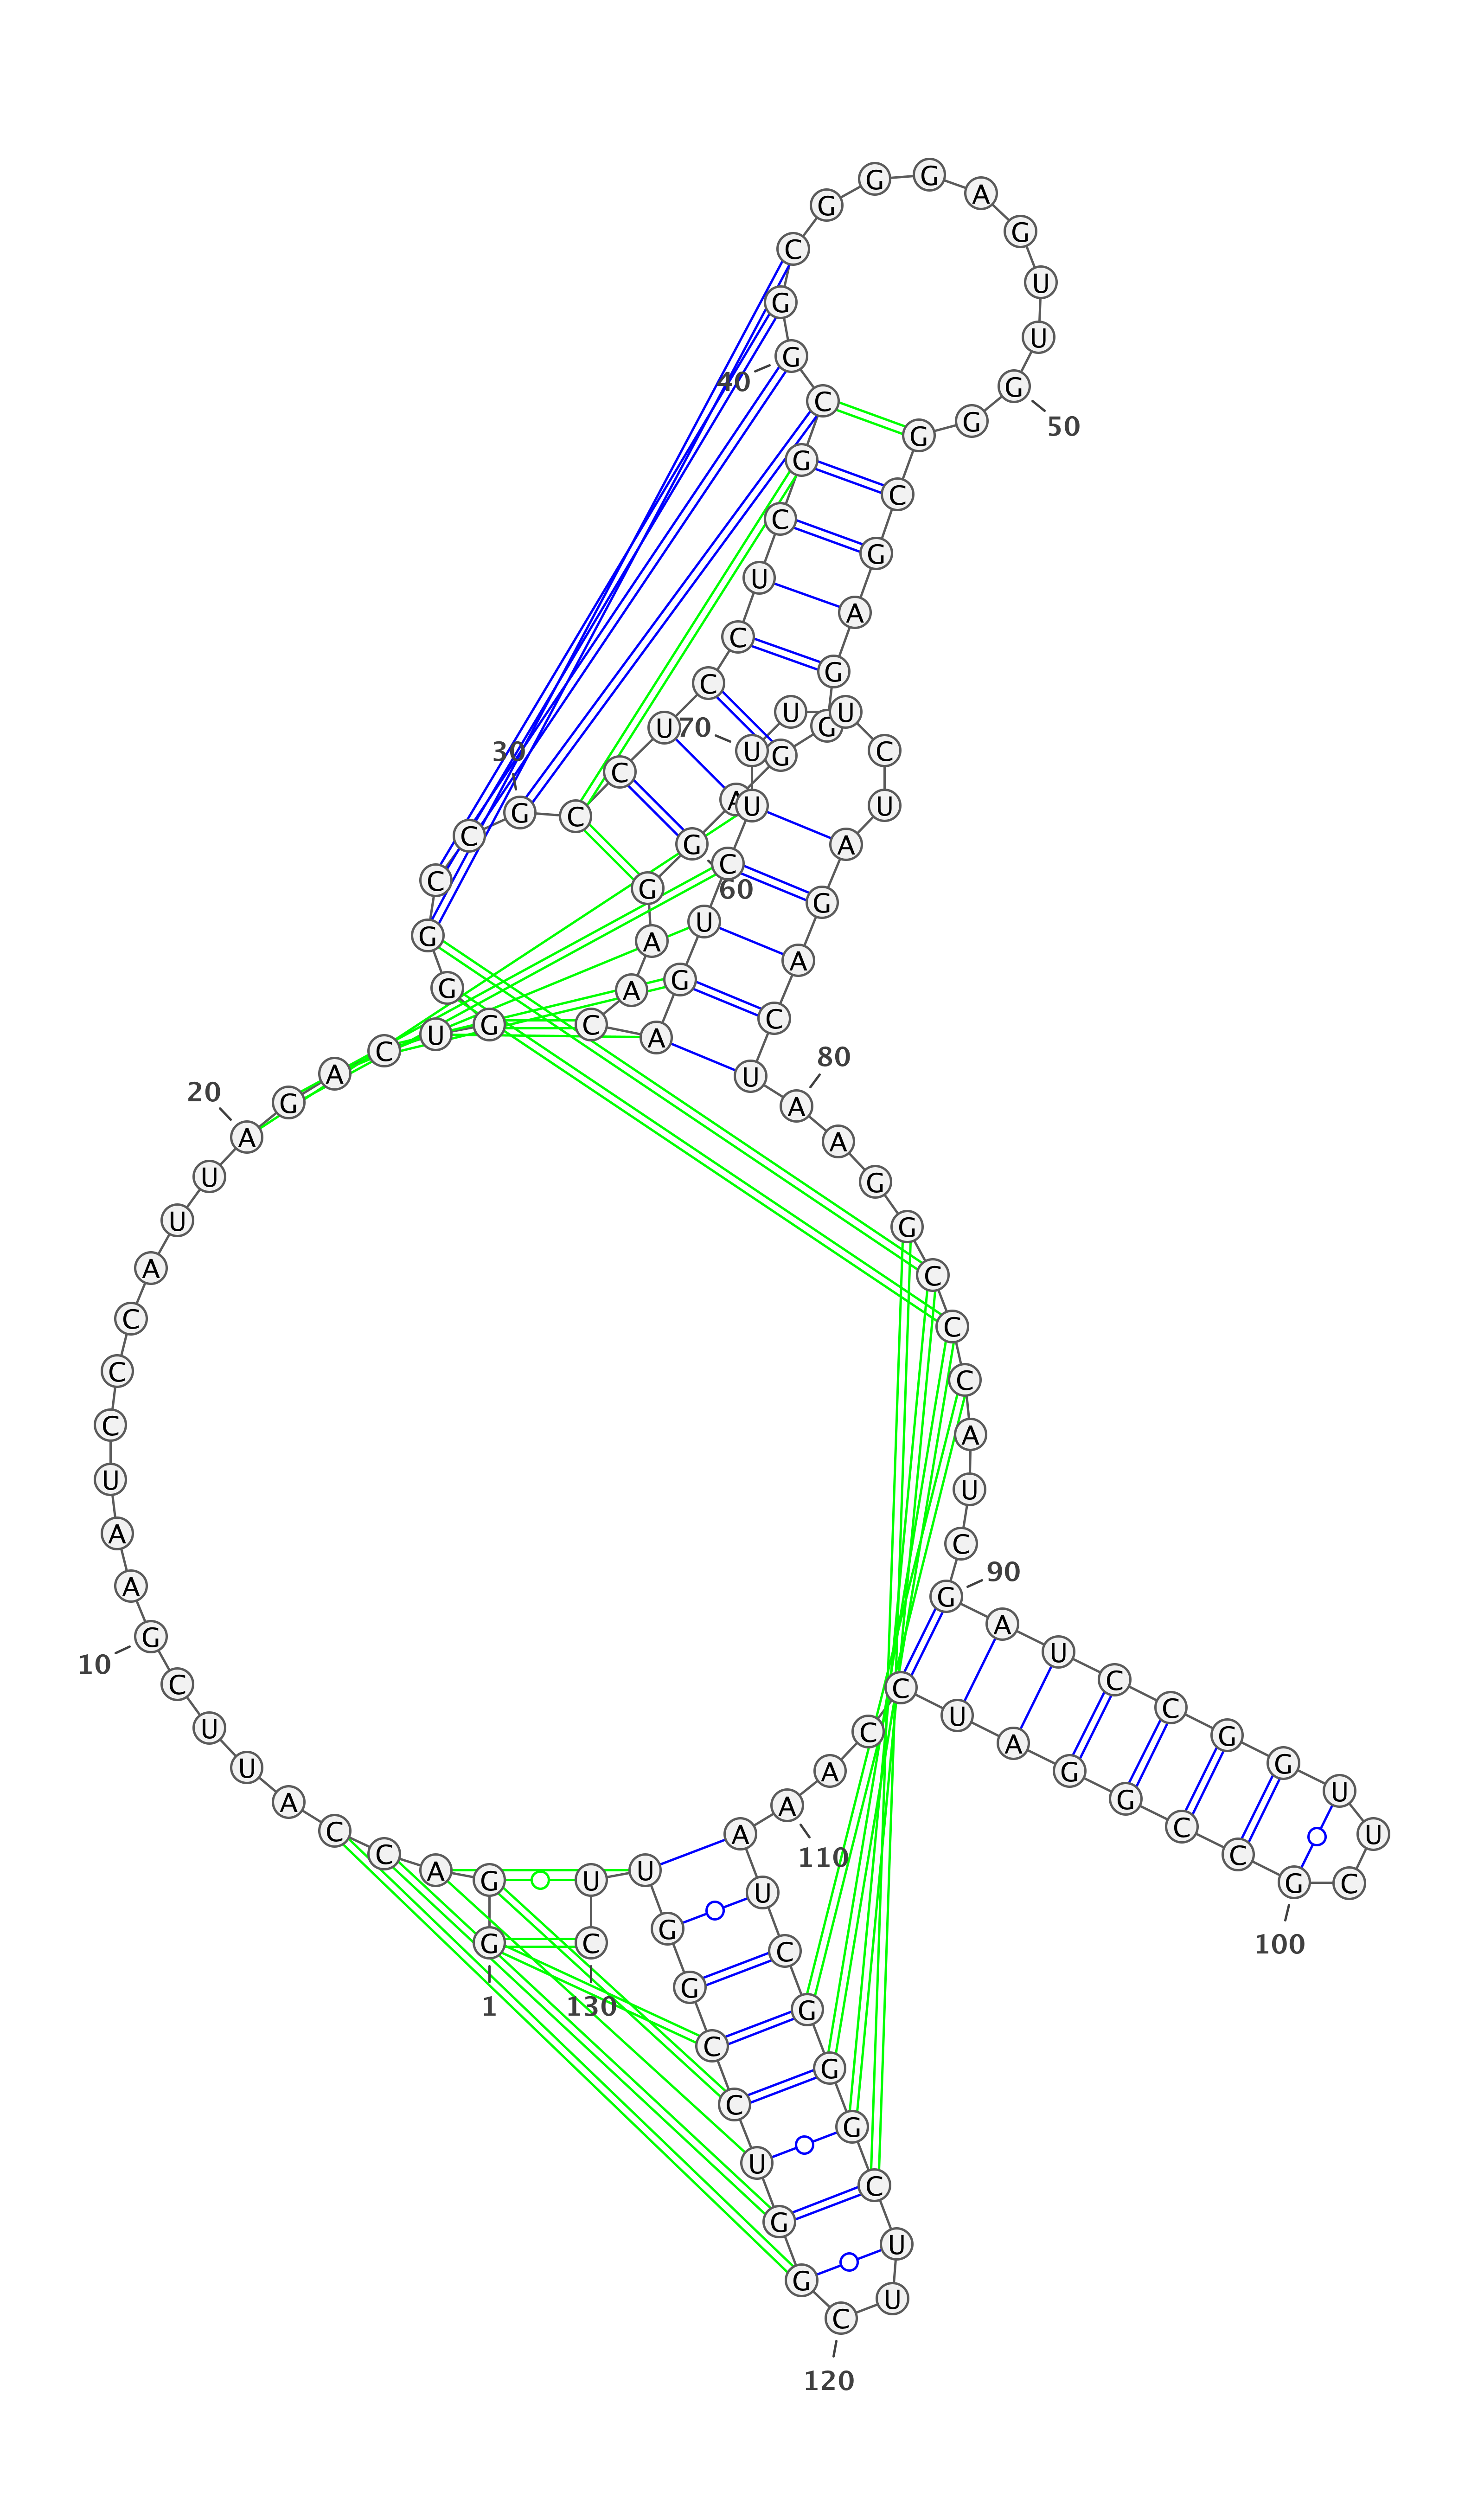 1
G G A C C A U U C G
10
A A U C C C A U U A
20
G A C U G G G C C G
30
C C U C C U C G C G
40
G C G G G A G U U G
50
G G C G A G G G A G
60
G A A C A G U C U U
70
U U C U A G A C U A
80
A G G C C C A U C G
90
A U C C G G U U C G
100
C C G G A U C C A A
110
A U C G G G C U U C
120
G G U C C G G U U C
130